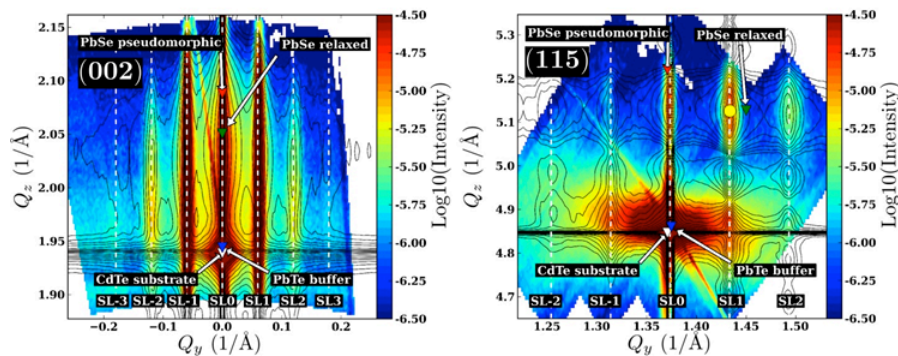 PbSe pseudomorphic
PbSe relaxed
(002)
2.15
2.10
2.05
2.00
1.95
1.90
Q_z (1/Å)
CdTe substrate
PbTe buffer
SL-3 SL-2 SL-1 SL0 SL1 SL2 SL3
−0.2 −0.1 0.0 0.1 0.2
Q_y (1/Å)
-4.50
-4.75
-5.00
-5.25
-5.50
-5.75
-6.00
-6.25
-6.50
Log10(Intensity)
PbSe pseudomorphic
PbSe relaxed
(115)
5.3
5.2
5.1
5.0
4.9
4.8
4.7
Q_z (1/Å)
CdTe substrate
PbTe buffer
SL-2 SL-1 SL0 SL1 SL2
1.25 1.30 1.35 1.40 1.45 1.50
Q_y (1/Å)
-4.50
-4.75
-5.00
-5.25
-5.50
-5.75
-6.00
-6.25
-6.50
Log10(Intensity)